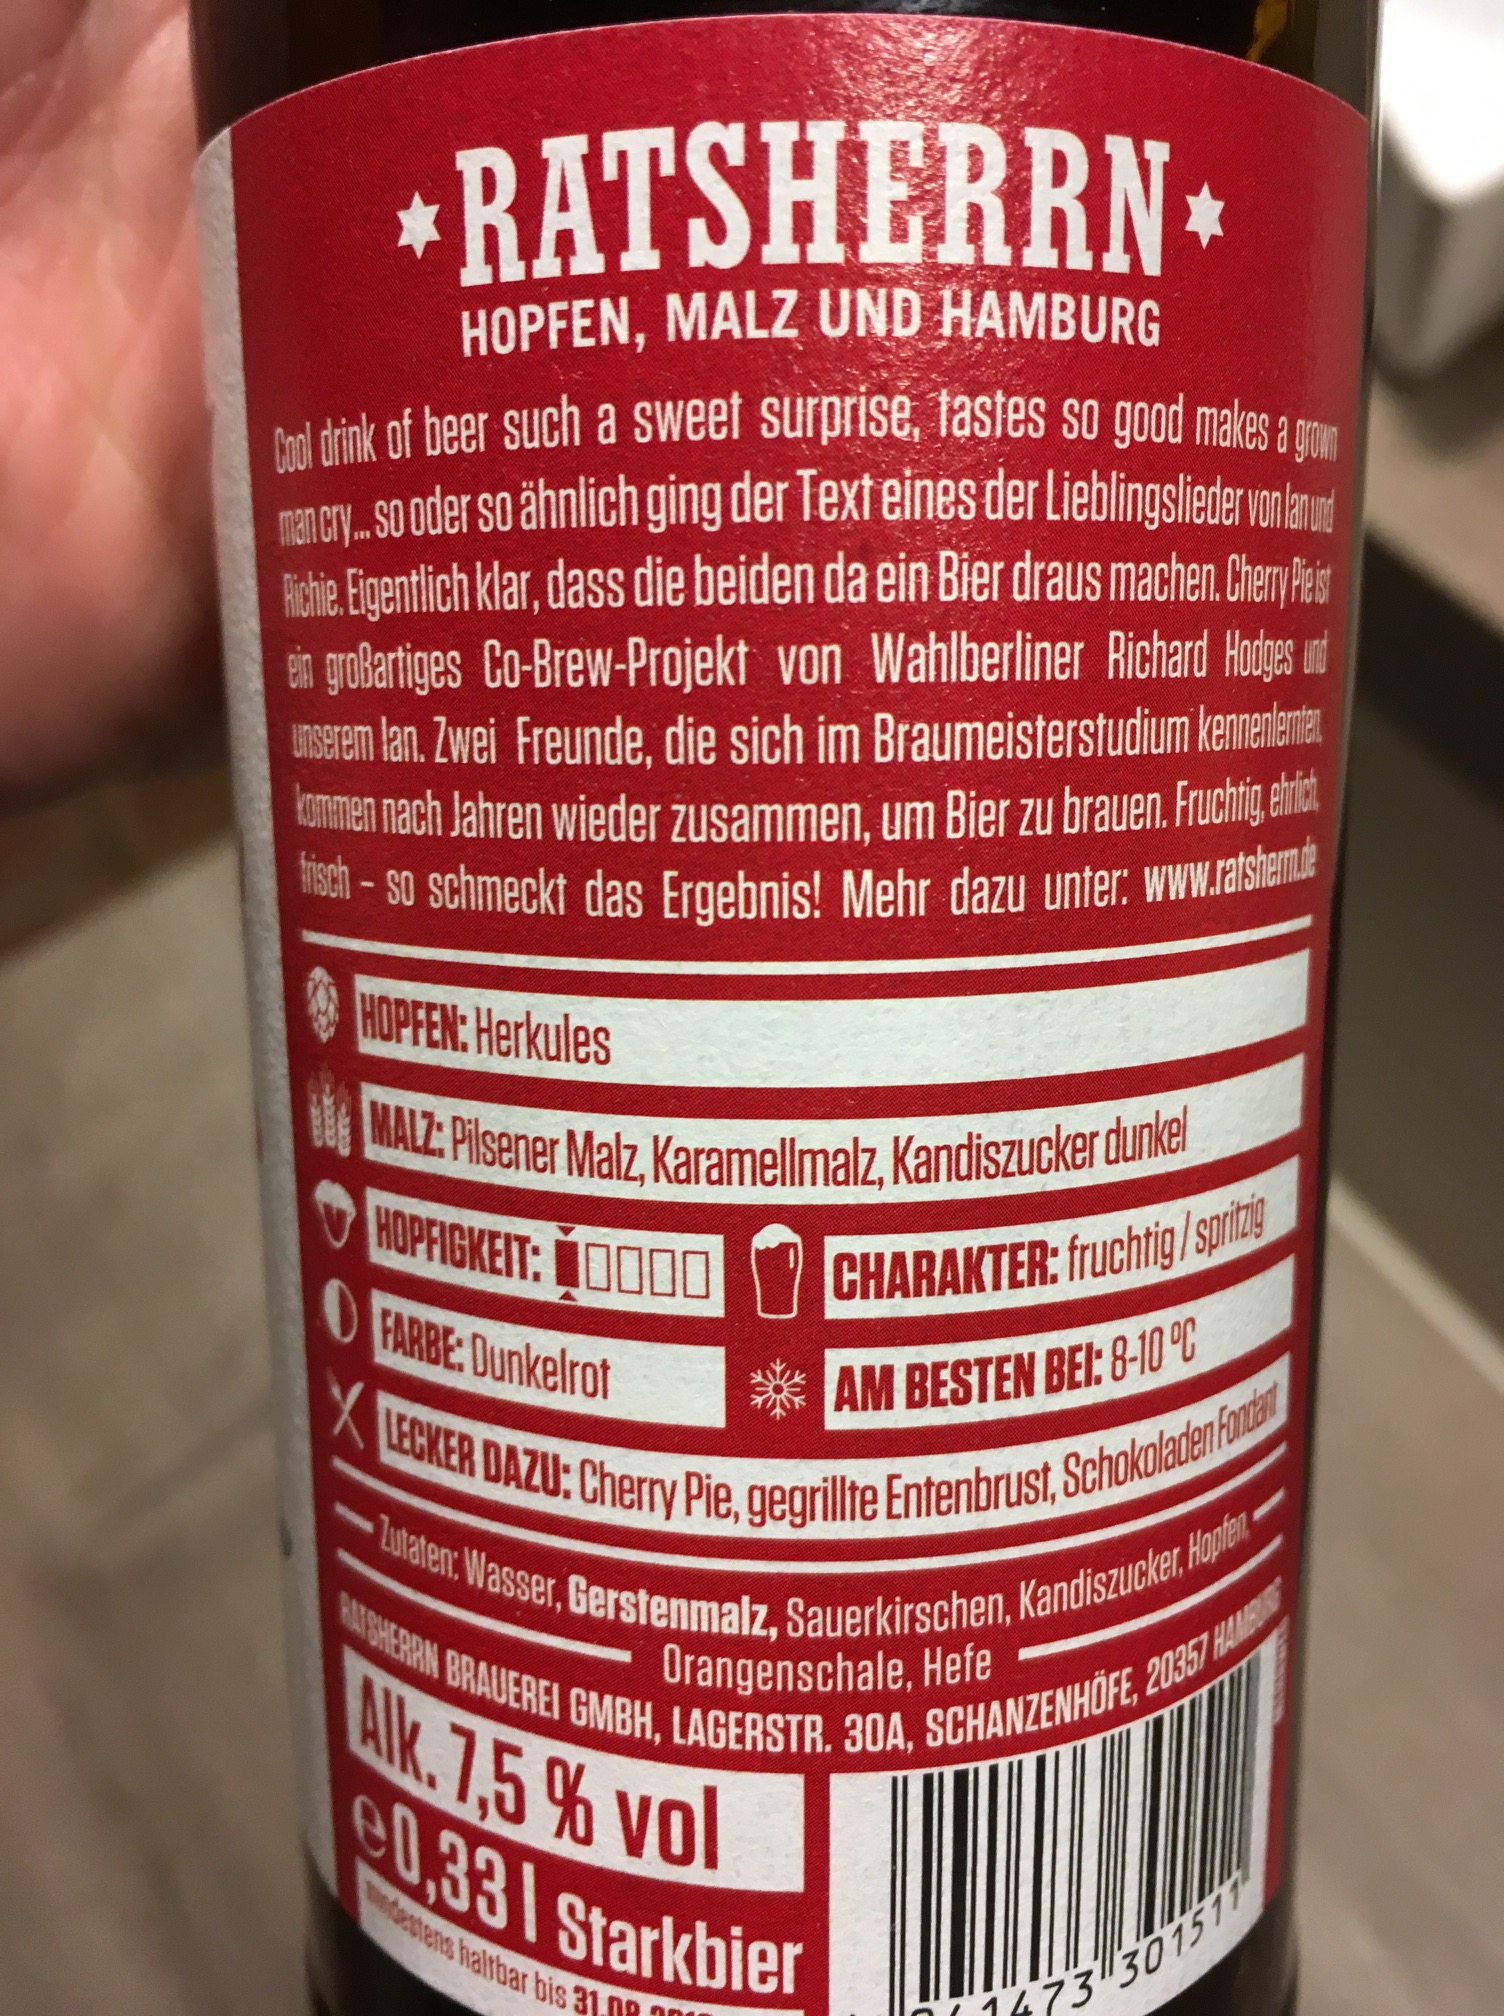 RATSHERRN
HOPFEN, MALZ UND HAMBURG
Cool drink of beer such a sweet surprise, tastes so good makes a grown
man cry... so oder so ähnlich ging der Text eines der Lieblingslieder von Ian und
Richie. Eigentlich klar, dass die beiden da ein Bier draus machen. Cherry Pie ist
ein großartiges Co-Brew-Projekt von Wahlberliner Richard Hodges und
unserem Ian. Zwei Freunde, die sich im Braumeisterstudium kennenlernten,
kommen nach Jahren wieder zusammen, um Bier zu brauen. Fruchtig, ehrlich,
frisch – so schmeckt das Ergebnis! Mehr dazu unter: www.ratsherrn.de
HOPFEN: Herkules
MALZ: Pilsener Malz, Karamellmalz, Kandiszucker dunkel
HOPFIGKEIT: CHARAKTER: fruchtig / spritzig
FARBE: Dunkelrot AM BESTEN BEI: 8-10 °C
LECKER DAZU: Cherry Pie, gegrillte Entenbrust, Schokoladen Fondant
Zutaten: Wasser, Gerstenmalz, Sauerkirschen, Kandiszucker, Hopfen,
Orangenschale, Hefe
RATSHERRN BRAUEREI GMBH, LAGERSTR. 30A, SCHANZENHÖFE, 20357 HAMBURG
Alk. 7,5 % vol
e 0,33 l Starkbier
mindestens haltbar bis 31.08
41473 301511